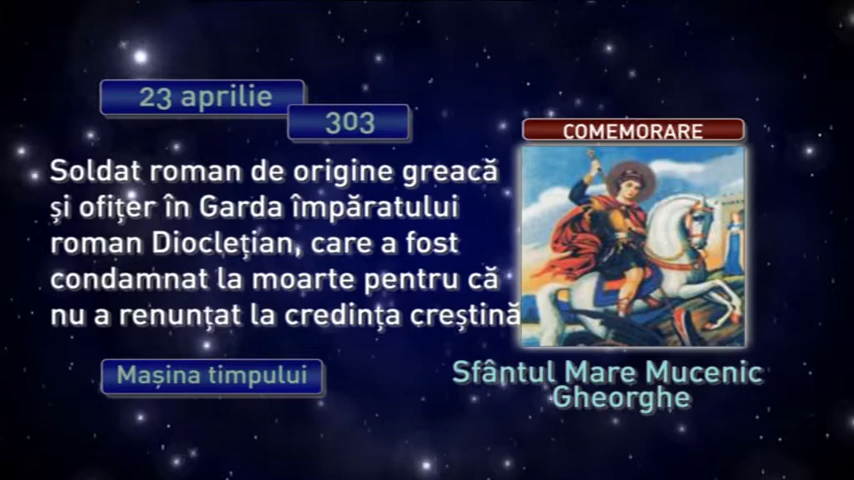 23 aprilie
303
Soldat roman de origine greacă
și ofițer în Garda împăratului
roman Dioclețian, care a fost
condamnat la moarte pentru că
nu a renunțat la credința creștină
Mașina timpului
COMEMORARE
Sfântul Mare Mucenic
Gheorghe